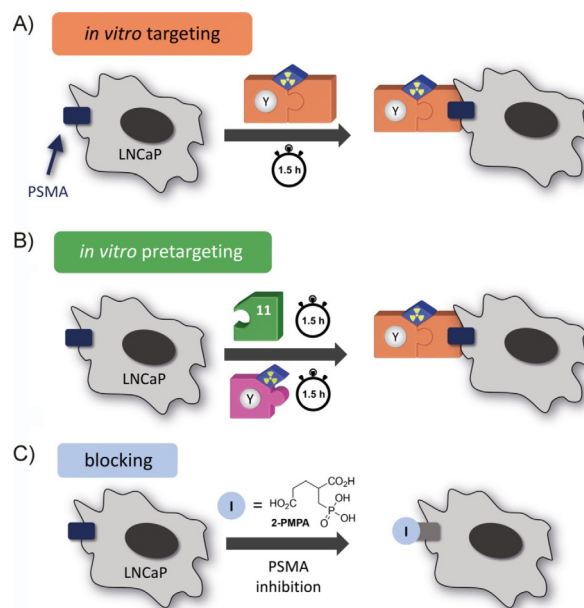 A)
in vitro targeting
Y
1.5 h
LNCaP
PSMA
Y
B)
in vitro pretargeting
11
1.5 h
Y
1.5 h
LNCaP
Y
C)
blocking
I = HO₂C CO₂H OH P O OH
2-PMPA
PSMA
inhibition
LNCaP
I